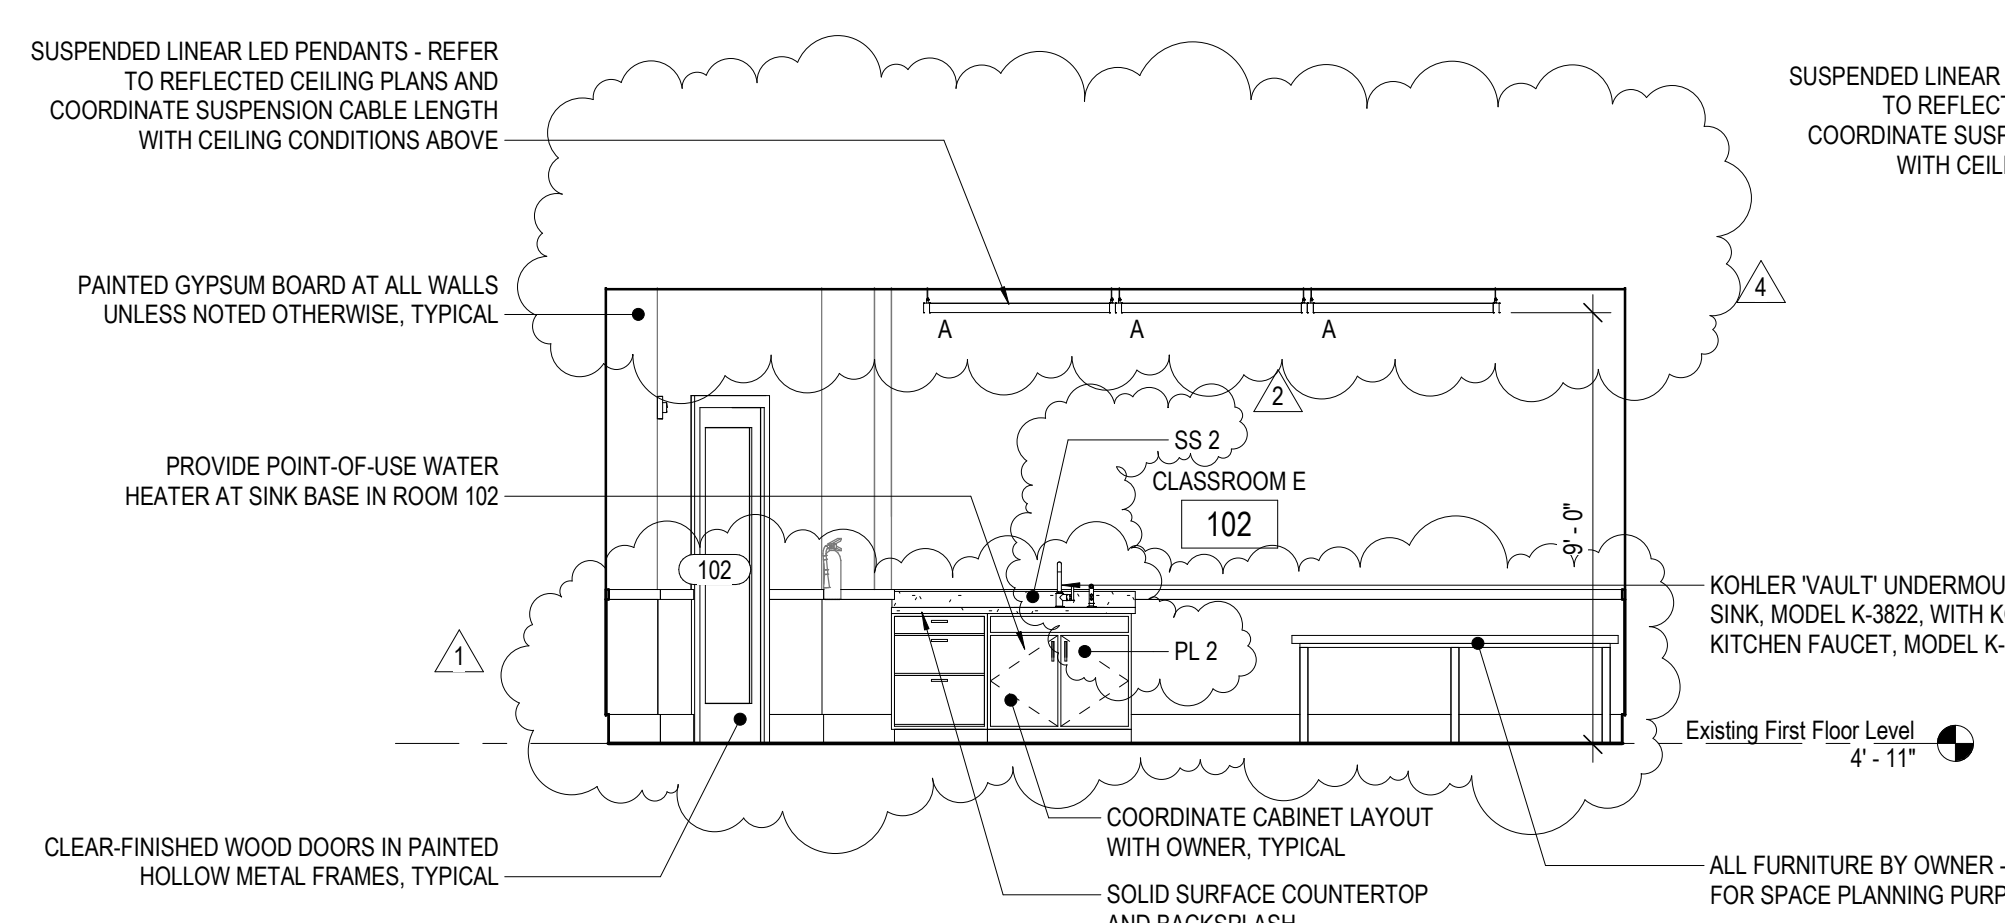 SUSPENDED LINEAR LED PENDANTS - REFER
TO REFLECTED CEILING PLANS AND
COORDINATE SUSPENSION CABLE LENGTH
WITH CEILING CONDITIONS ABOVE
SUSPENDED LINEAR
TO REFLECT
COORDINATE SUSP
WITH CEIL
PAINTED GYPSUM BOARD AT ALL WALLS
UNLESS NOTED OTHERWISE, TYPICAL
4
A
A
A
2
SS 2
PROVIDE POINT-OF-USE WATER
HEATER AT SINK BASE IN ROOM 102
CLASSROOM E
102
9' - 0"
102
KOHLER 'VAULT' UNDERMOU
SINK, MODEL K-3822, WITH K
KITCHEN FAUCET, MODEL K-
1
PL 2
Existing First Floor Level
4' - 11"
COORDINATE CABINET LAYOUT
WITH OWNER, TYPICAL
CLEAR-FINISHED WOOD DOORS IN PAINTED
HOLLOW METAL FRAMES, TYPICAL
ALL FURNITURE BY OWNER -
FOR SPACE PLANNING PURP
SOLID SURFACE COUNTERTOP
AND BACKSPLASH